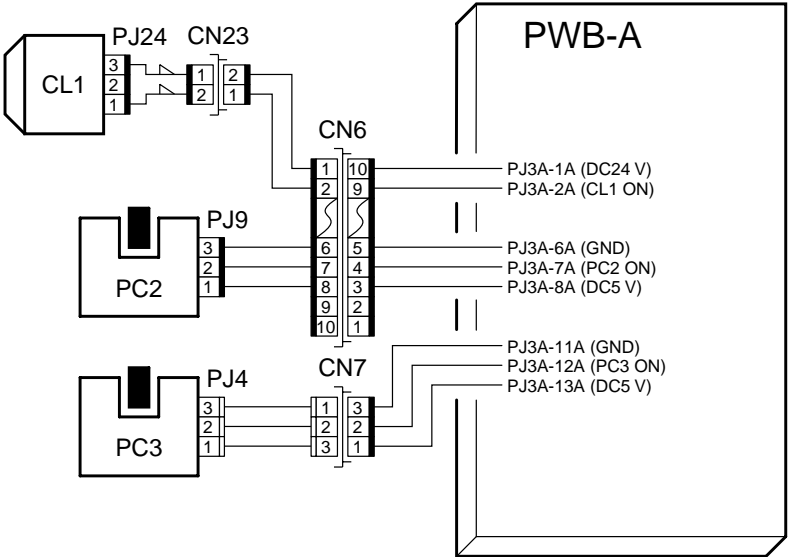 PWB-A
PJ24
CN23
CL1
3
2
1
1
2
2
1
CN6
1
2
6
7
8
9
10
10
9
5
4
3
2
1
PJ3A-1A (DC24 V)
PJ3A-2A (CL1 ON)
PJ9
PC2
3
2
1
PJ3A-6A (GND)
PJ3A-7A (PC2 ON)
PJ3A-8A (DC5 V)
PJ4
PC3
3
2
1
CN7
1
2
3
3
2
1
PJ3A-11A (GND)
PJ3A-12A (PC3 ON)
PJ3A-13A (DC5 V)